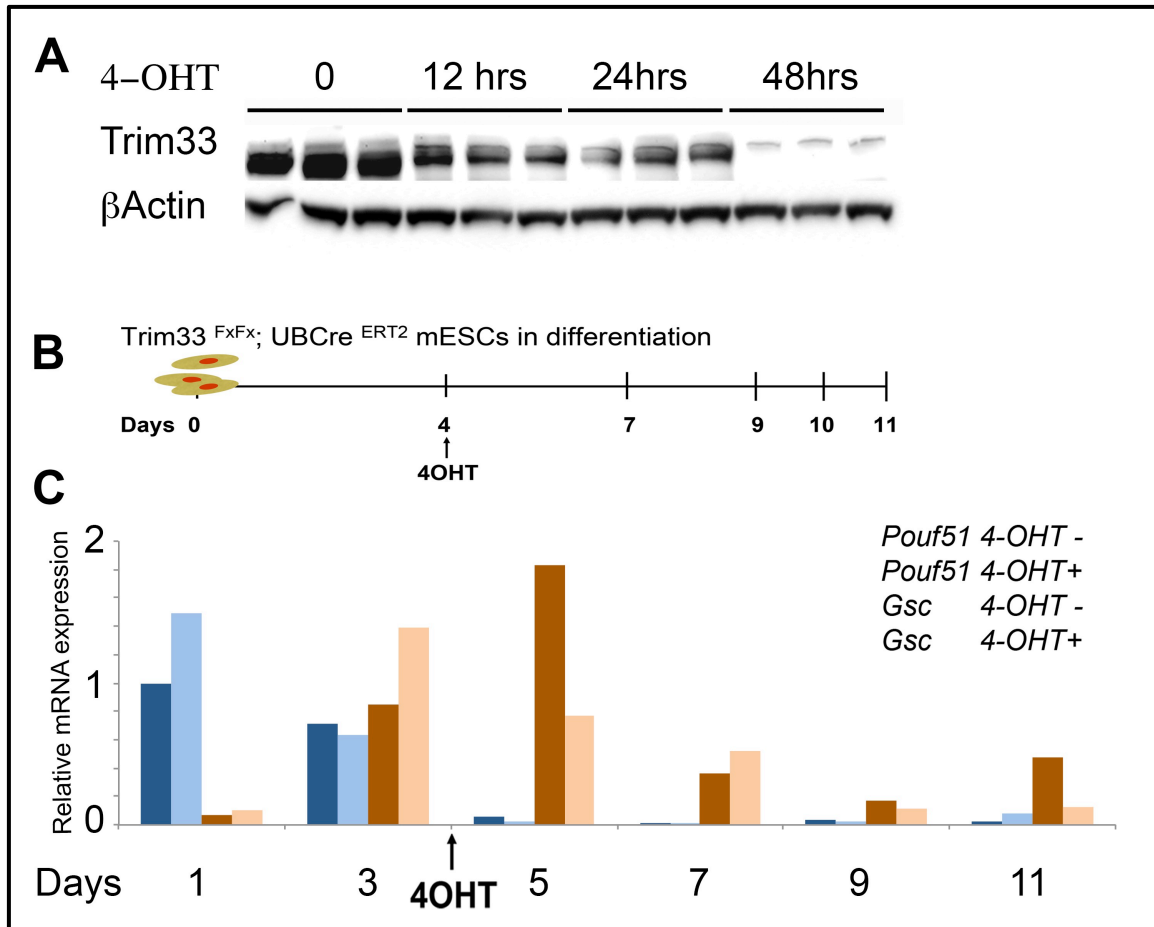 A
4–OHT 0 12 hrs 24hrs 48hrs
Trim33
βActin
B
Trim33 FxFx; UBCre ERT2 mESCs in differentiation
Days 0 4 7 9 10 11
4OHT
C
Relative mRNA expression
2
1
0
Pouf51 4-OHT -
Pouf51 4-OHT+
Gsc 4-OHT -
Gsc 4-OHT+
Days 1 3 5 7 9 11
4OHT